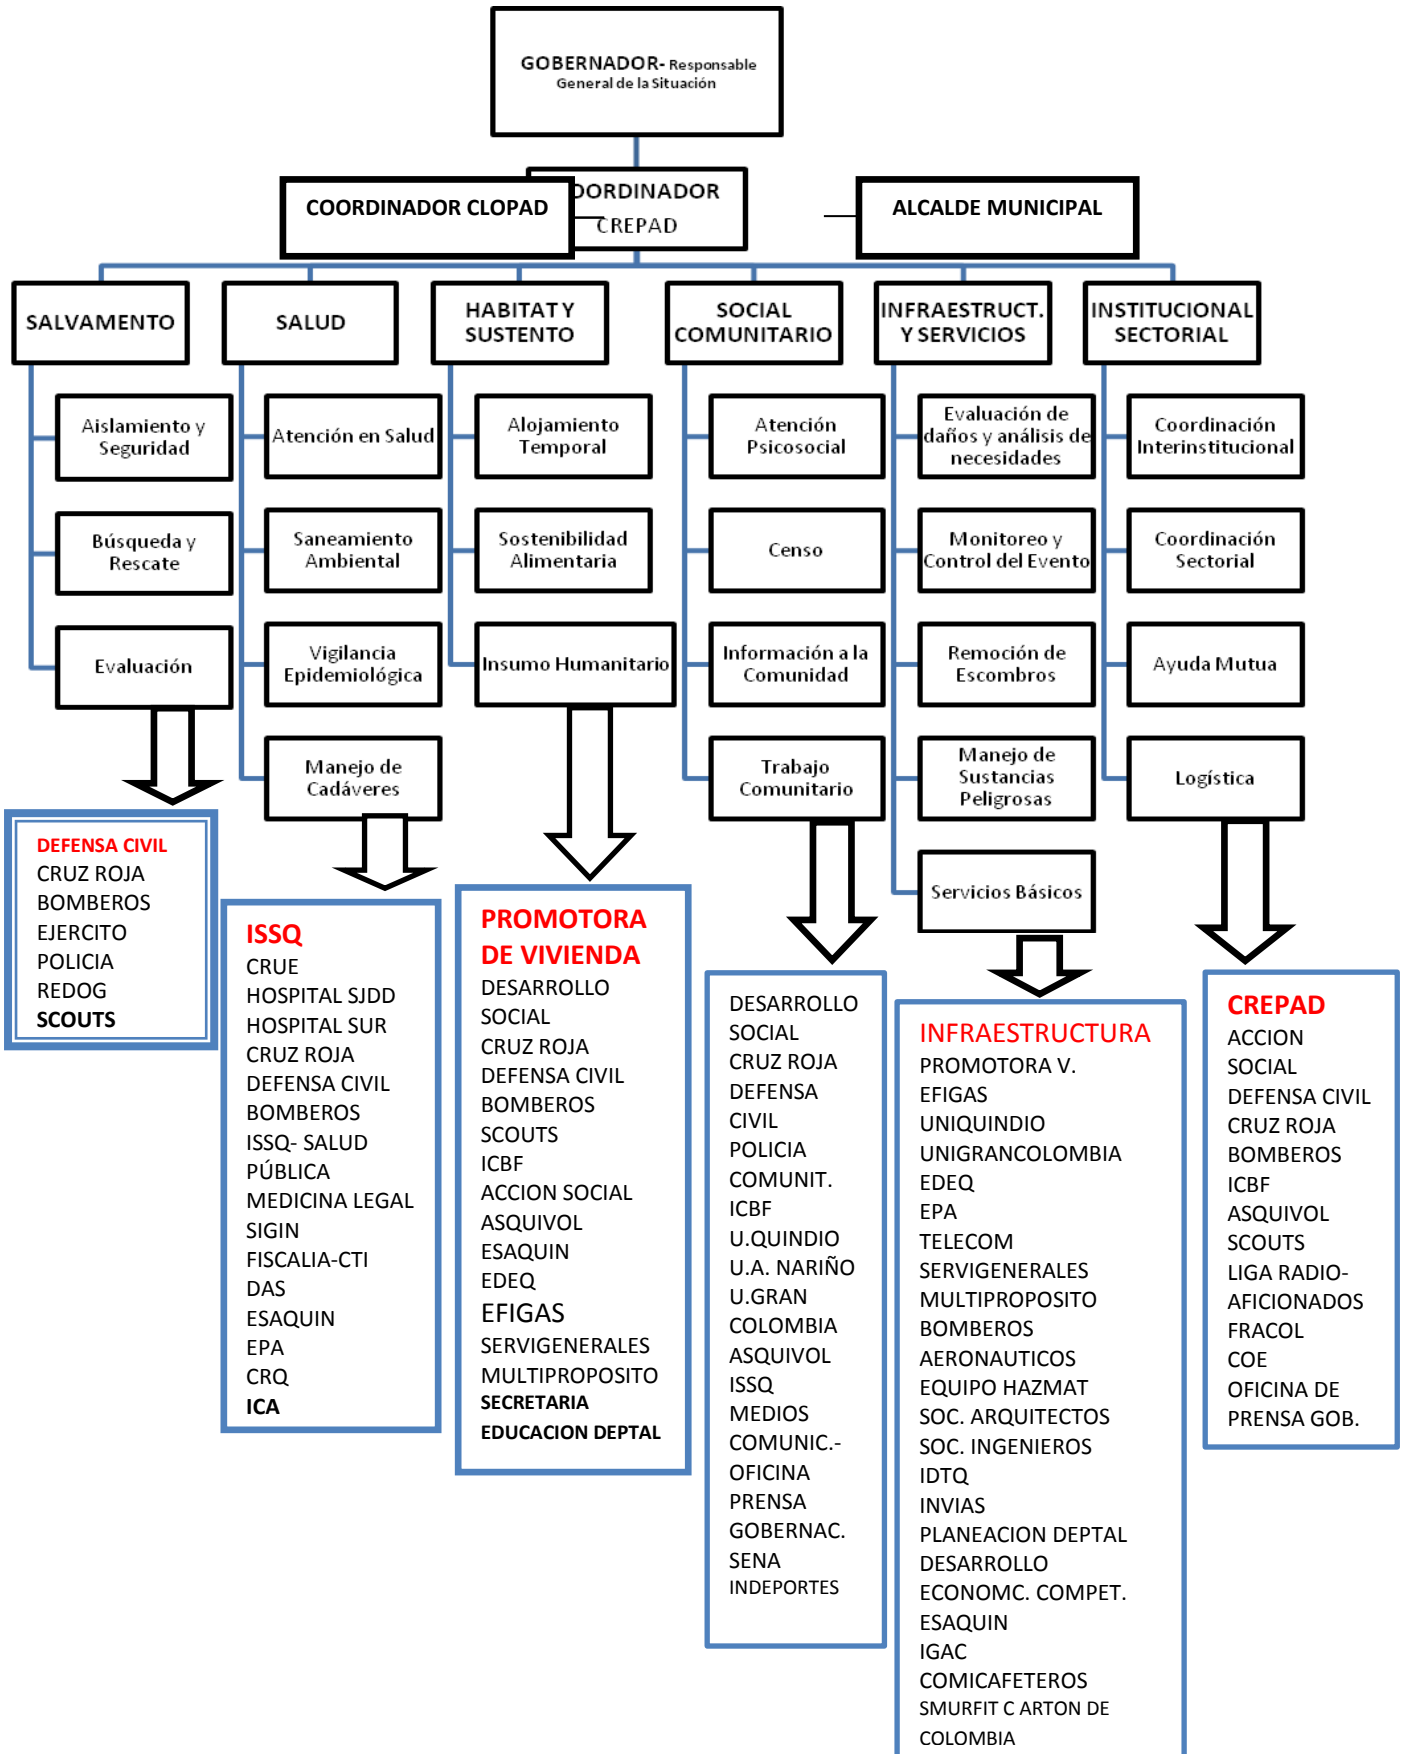 GOBERNADOR- Responsable
General de la Situación
COORDINADOR CLOPAD
OORDINADOR
CREPAD
ALCALDE MUNICIPAL
SALVAMENTO
SALUD
HABITAT Y
SUSTENTO
SOCIAL
COMUNITARIO
INFRAESTRUCT.
Y SERVICIOS
INSTITUCIONAL
SECTORIAL
Aislamiento y
Seguridad
Búsqueda y
Rescate
Evaluación
Atención en Salud
Saneamiento
Ambiental
Vigilancia
Epidemiológica
Manejo de
Cadáveres
Alojamiento
Temporal
Sostenibilidad
Alimentaria
Insumo Humanitario
Atención
Psicosocial
Censo
Información a la
Comunidad
Trabajo
Comunitario
Evaluación de
daños y análisis de
necesidades
Monitoreo y
Control del Evento
Remoción de
Escombros
Manejo de
Sustancias
Peligrosas
Servicios Básicos
Coordinación
Interinstitucional
Coordinación
Sectorial
Ayuda Mutua
Logística
DEFENSA CIVIL
CRUZ ROJA
BOMBEROS
EJERCITO
POLICIA
REDOG
SCOUTS
ISSQ
CRUE
HOSPITAL SJDD
HOSPITAL SUR
CRUZ ROJA
DEFENSA CIVIL
BOMBEROS
ISSQ- SALUD
PÚBLICA
MEDICINA LEGAL
SIGIN
FISCALIA-CTI
DAS
ESAQUIN
EPA
CRQ
ICA
PROMOTORA
DE VIVIENDA
DESARROLLO
SOCIAL
CRUZ ROJA
DEFENSA CIVIL
BOMBEROS
SCOUTS
ICBF
ACCION SOCIAL
ASQUIVOL
ESAQUIN
EDEQ
EFIGAS
SERVIGENERALES
MULTIPROPOSITO
SECRETARIA
EDUCACION DEPTAL
DESARROLLO
SOCIAL
CRUZ ROJA
DEFENSA
CIVIL
POLICIA
COMUNIT.
ICBF
U.QUINDIO
U.A. NARIÑO
U.GRAN
COLOMBIA
ASQUIVOL
ISSQ
MEDIOS
COMUNIC.-
OFICINA
PRENSA
GOBERNAC.
SENA
INDEPORTES
INFRAESTRUCTURA
PROMOTORA V.
EFIGAS
UNIQUINDIO
UNIGRANCOLOMBIA
EDEQ
EPA
TELECOM
SERVIGENERALES
MULTIPROPOSITO
BOMBEROS
AERONAUTICOS
EQUIPO HAZMAT
SOC. ARQUITECTOS
SOC. INGENIEROS
IDTQ
INVIAS
PLANEACION DEPTAL
DESARROLLO
ECONOMC. COMPET.
ESAQUIN
IGAC
COMICAFETEROS
SMURFIT C ARTON DE
COLOMBIA
CREPAD
ACCION
SOCIAL
DEFENSA CIVIL
CRUZ ROJA
BOMBEROS
ICBF
ASQUIVOL
SCOUTS
LIGA RADIO-
AFICIONADOS
FRACOL
COE
OFICINA DE
PRENSA GOB.